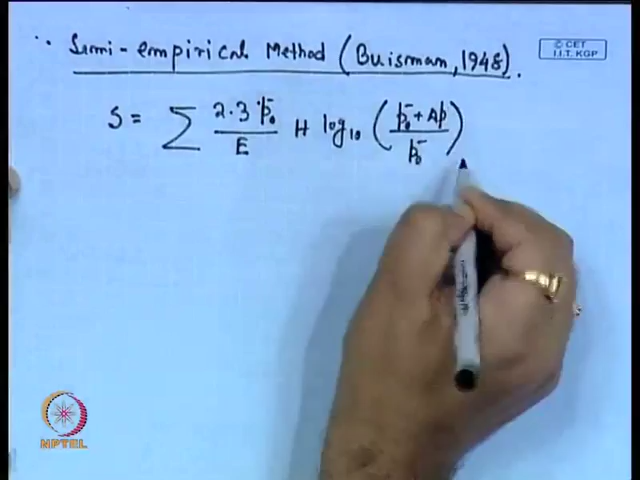 Semi-empirical Method (Buisman, 1948).
© CET
I.I.T. KGP
S = ∑ 2.3 p̄₀ / E H log₁₀ ( (p̄₀ + Δp) / p̄₀ )
NPTEL